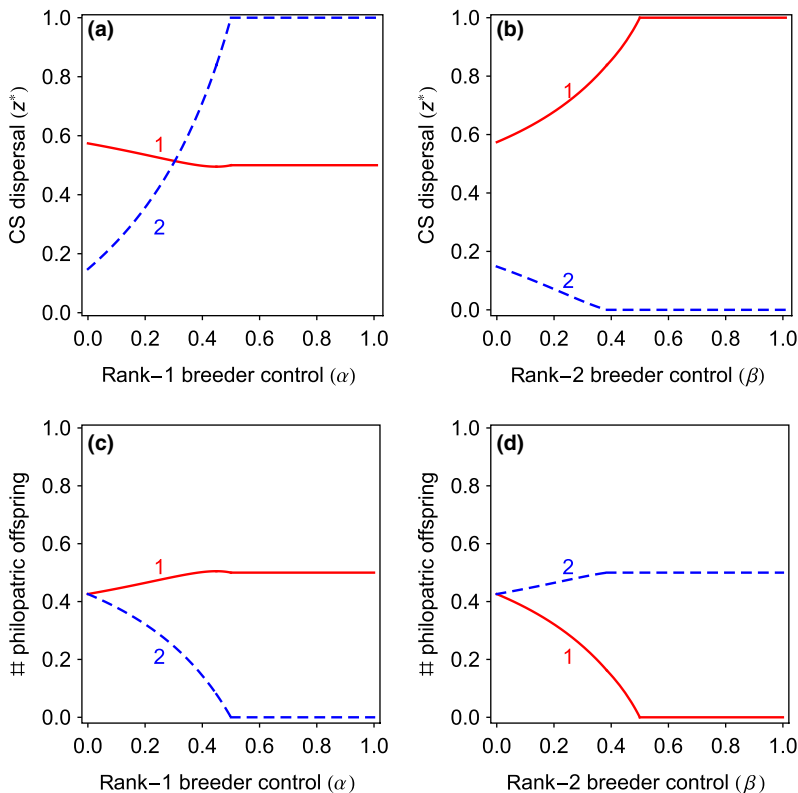 (a)
1.0
0.8
0.6
0.4
0.2
0.0
CS dispersal (z*)
1
2
0.0 0.2 0.4 0.6 0.8 1.0
Rank−1 breeder control (α)
(b)
1.0
0.8
0.6
0.4
0.2
0.0
CS dispersal (z*)
1
2
0.0 0.2 0.4 0.6 0.8 1.0
Rank−2 breeder control (β)
(c)
1.0
0.8
0.6
0.4
0.2
0.0
# philopatric offspring
1
2
0.0 0.2 0.4 0.6 0.8 1.0
Rank−1 breeder control (α)
(d)
1.0
0.8
0.6
0.4
0.2
0.0
# philopatric offspring
2
1
0.0 0.2 0.4 0.6 0.8 1.0
Rank−2 breeder control (β)